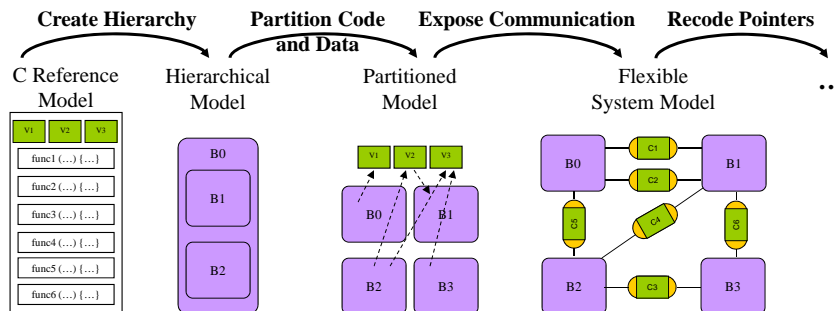 Create Hierarchy
Partition Code
and Data
Expose Communication
Recode Pointers
C Reference
Model
Hierarchical
Model
Partitioned
Model
Flexible
System Model
..
V1 V2 V3
func1 (…) {…}
func2 (…) {…}
func3 (…) {…}
func4 (…) {…}
func5 (…) {…}
func6 (…) {…}
B0
B1
B2
V1 V2 V3
B0 B1
B2 B3
B0 C1 B1
C2
C5 C4 C6
B2 C3 B3